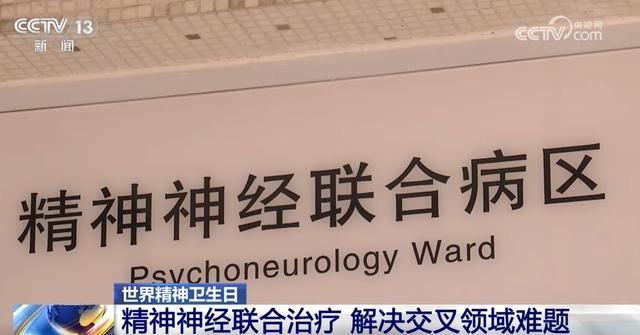 CCTV 13
新闻
央视网
CCTV.com
精神神经联合病区
Psychoneurology Ward
世界精神卫生日
精神神经联合治疗 解决交叉领域难题